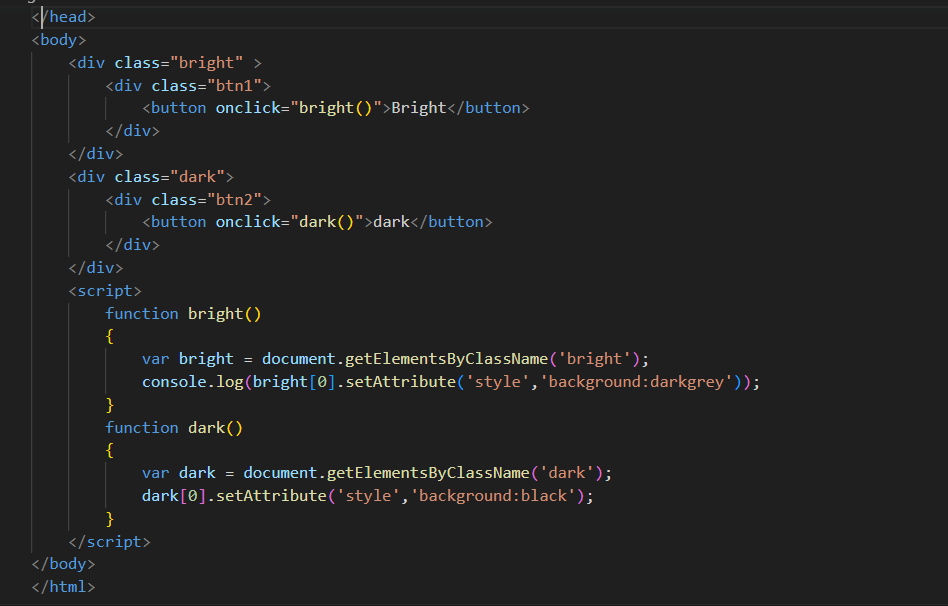 </head>
<body>
    <div class="bright" >
        <div class="btn1">
            <button onclick="bright()">Bright</button>
        </div>
    </div>
    <div class="dark">
        <div class="btn2">
            <button onclick="dark()">dark</button>
        </div>
    </div>
    <script>
        function bright()
        {
            var bright = document.getElementsByClassName('bright');
            console.log(bright[0].setAttribute('style','background:darkgrey'));
        }
        function dark()
        {
            var dark = document.getElementsByClassName('dark');
            dark[0].setAttribute('style','background:black');
        }
    </script>
</body>
</html>